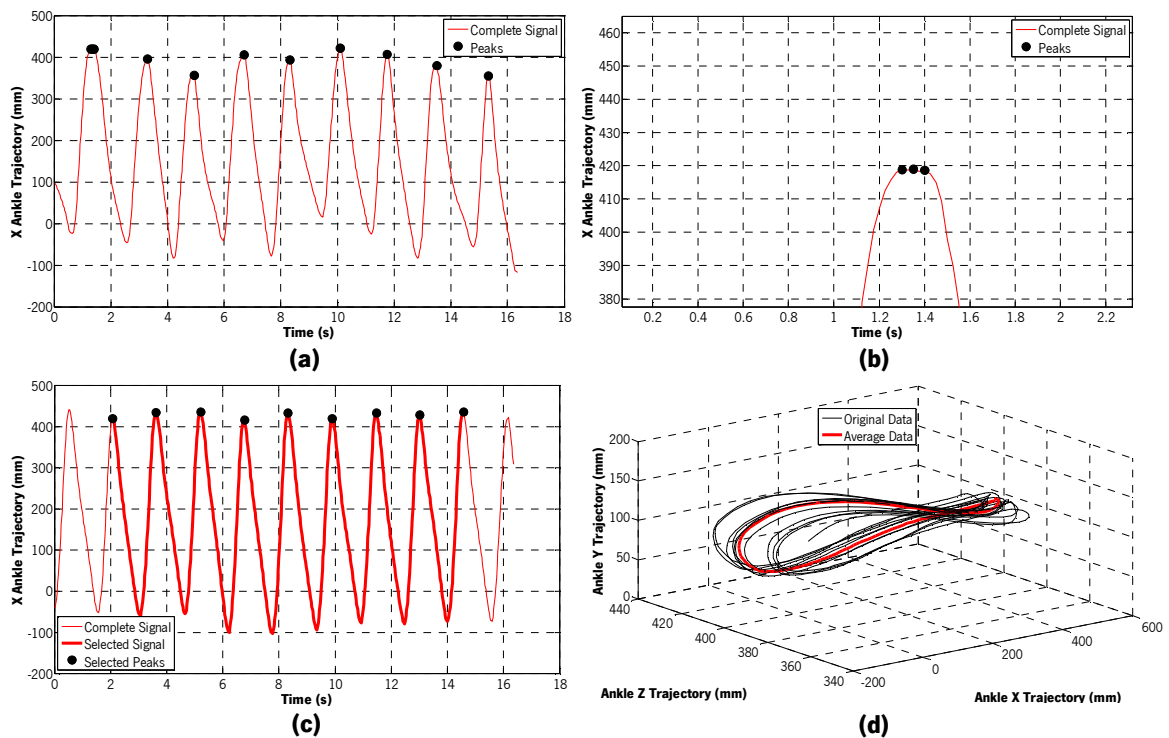 500
400
300
200
100
0
-100
-200
X Ankle Trajectory (mm)
Complete Signal
Peaks
0 2 4 6 8 10 12 14 16 18
Time (s)
(a)
460
450
440
430
420
410
400
390
380
X Ankle Trajectory (mm)
Complete Signal
Peaks
0.2 0.4 0.6 0.8 1 1.2 1.4 1.6 1.8 2 2.2
Time (s)
(b)
500
400
300
200
100
0
-100
-200
X Ankle Trajectory (mm)
Complete Signal
Selected Signal
Selected Peaks
0 2 4 6 8 10 12 14 16 18
Time (s)
(c)
Original Data
Average Data
200
150
100
50
0
Ankle Y Trajectory (mm)
440
420
400
380
360
340
Ankle Z Trajectory (mm)
-200
0
200
400
600
Ankle X Trajectory (mm)
(d)